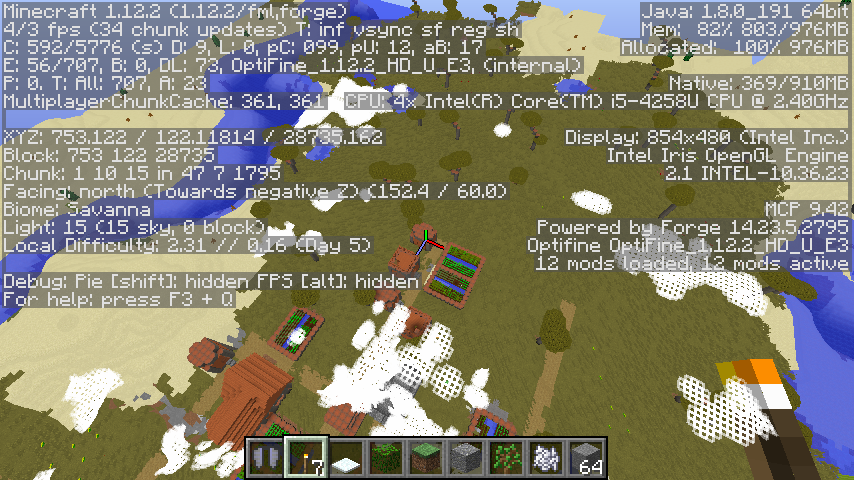 Minecraft 1.12.2 (1.12.2/fml,forge)
4/3 fps (34 chunk updates) T: inf vsync sf reg sh
C: 592/5776 (s) D: 9, L: 0, pC: 099, pU: 12, aB: 17
E: 56/707, B: 0, UL: 73, OptiFine_1.12.2_HD_U_E3, (internal)
P: 0, T: All: 707, A: 23
MultiplayerChunkCache: 361, 361
XYZ: 753.122 / 122.11814 / 28735.162
Block: 753 122 28735
Chunk: 1 10 15 in 47 7 1795
Facing: north (Towards negative Z) (152.4 / 60.0)
Biome: Savanna
Light: 15 (15 sky, 0 block)
Local Difficulty: 2.31 // 0.16 (Day 5)
Debug: Pie [shift]: hidden FPS [alt]: hidden
For help: press F3 + Q
Java: 1.8.0_191 64bit
Mem: 82% 803/976MB
Allocated: 100% 976MB
Native: 369/910MB
CPU: 4x Intel(R) Core(TM) i5-4258U CPU @ 2.40GHz
Display: 854x480 (Intel Inc.)
Intel Iris OpenGL Engine
2.1 INTEL-10.36.23
MCP 9.42
Powered by Forge 14.23.5.2795
Optifine OptiFine_1.12.2_HD_U_E3
12 mods loaded, 12 mods active
7
64